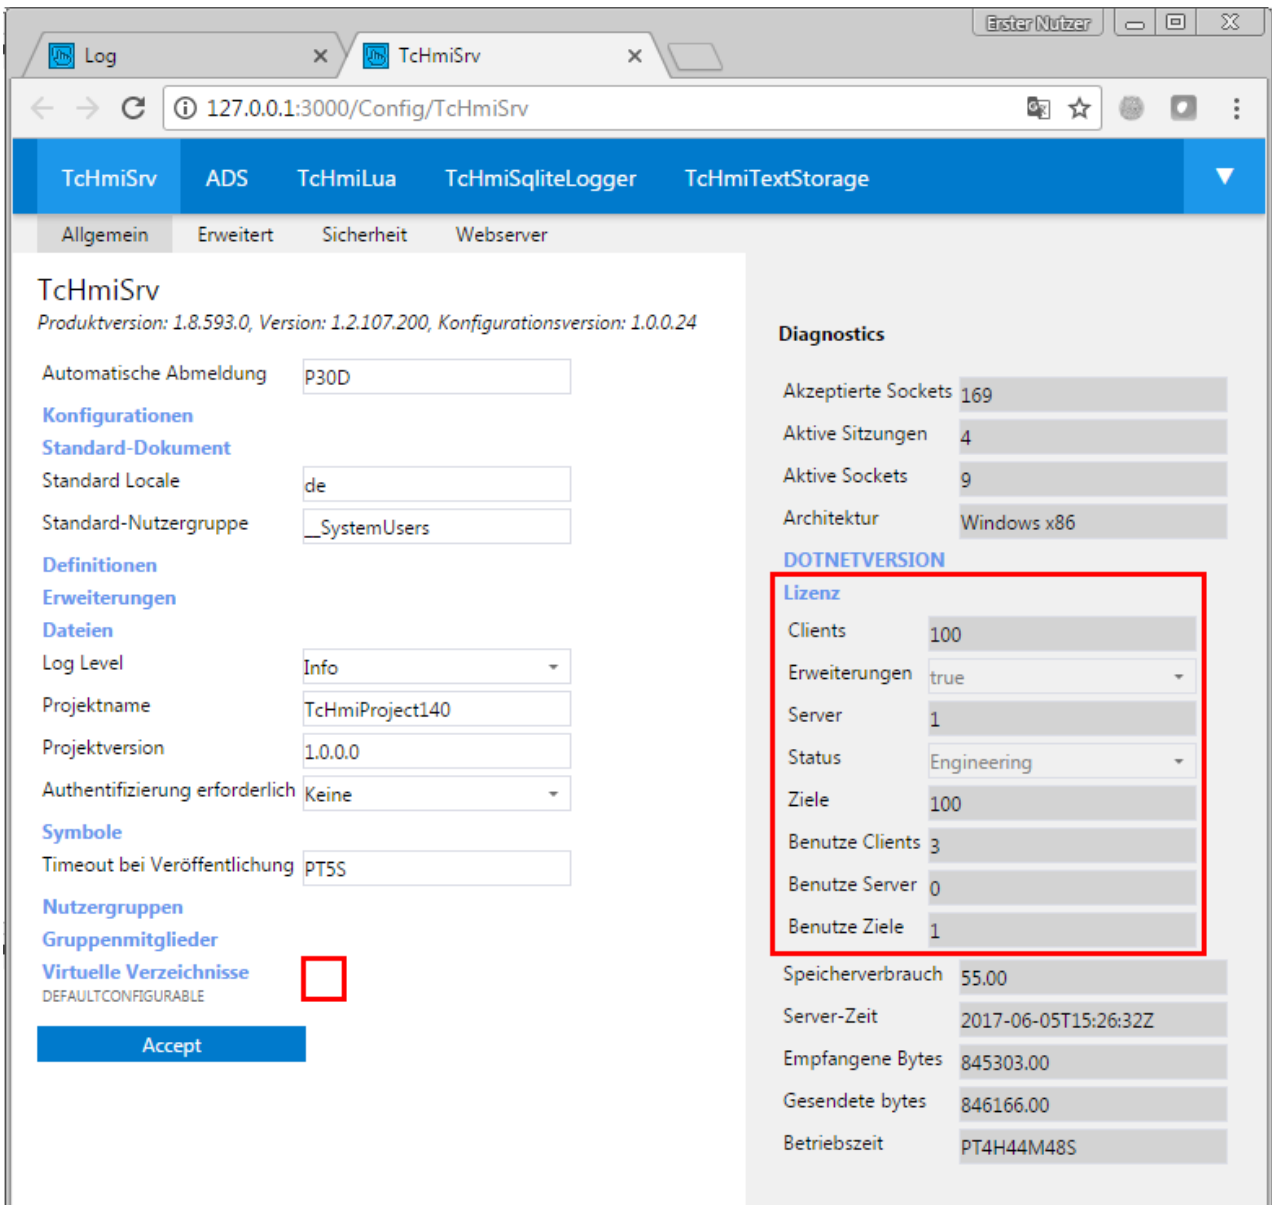 Erster Nutzer
Log
TcHmiSrv
127.0.0.1:3000/Config/TcHmiSrv
TcHmiSrv ADS TcHmiLua TcHmiSqliteLogger TcHmiTextStorage
Allgemein Erweitert Sicherheit Webserver
TcHmiSrv
Produktversion: 1.8.593.0, Version: 1.2.107.200, Konfigurationsversion: 1.0.0.24
Automatische Abmeldung P30D
Konfigurationen
Standard-Dokument
Standard Locale de
Standard-Nutzergruppe __SystemUsers
Definitionen
Erweiterungen
Dateien
Log Level Info
Projektname TcHmiProject140
Projektversion 1.0.0.0
Authentifizierung erforderlich Keine
Symbole
Timeout bei Veröffentlichung PT5S
Nutzergruppen
Gruppenmitglieder
Virtuelle Verzeichnisse
DEFAULTCONFIGURABLE
Accept
Diagnostics
Akzeptierte Sockets 169
Aktive Sitzungen 4
Aktive Sockets 9
Architektur Windows x86
DOTNETVERSION
Lizenz
Clients 100
Erweiterungen true
Server 1
Status Engineering
Ziele 100
Benutze Clients 3
Benutze Server 0
Benutze Ziele 1
Speicherverbrauch 55.00
Server-Zeit 2017-06-05T15:26:32Z
Empfangene Bytes 845303.00
Gesendete bytes 846166.00
Betriebszeit PT4H44M48S